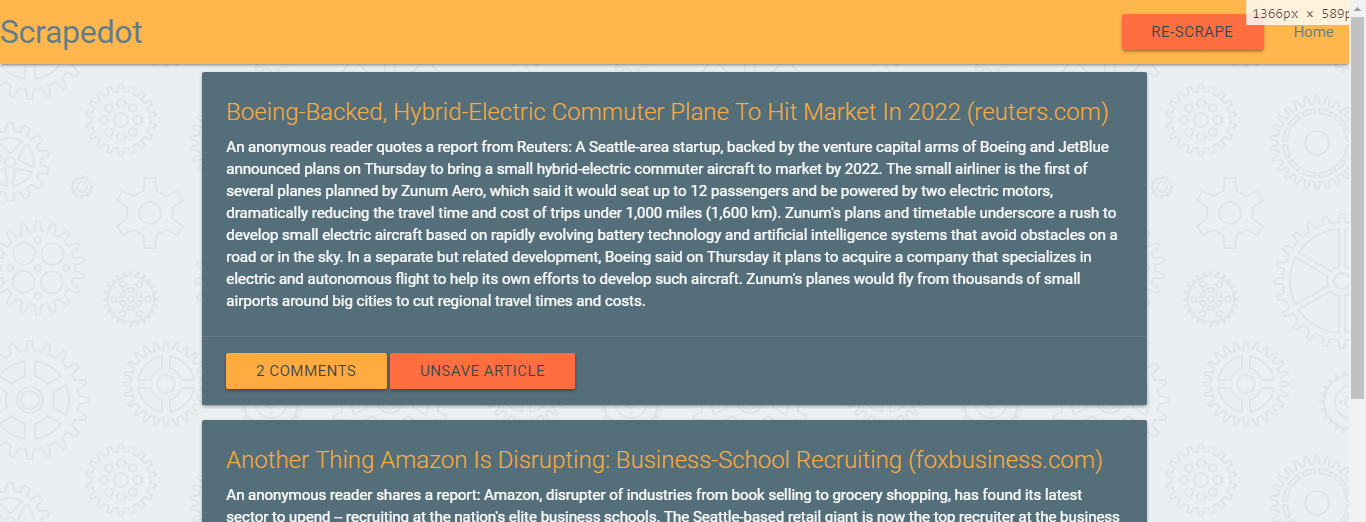 Scrapedot
RE-SCRAPE
1366px × 589p
Home
Boeing-Backed, Hybrid-Electric Commuter Plane To Hit Market In 2022 (reuters.com)
An anonymous reader quotes a report from Reuters: A Seattle-area startup, backed by the venture capital arms of Boeing and JetBlue
announced plans on Thursday to bring a small hybrid-electric commuter aircraft to market by 2022. The small airliner is the first of
several planes planned by Zunum Aero, which said it would seat up to 12 passengers and be powered by two electric motors,
dramatically reducing the travel time and cost of trips under 1,000 miles (1,600 km). Zunum's plans and timetable underscore a rush to
develop small electric aircraft based on rapidly evolving battery technology and artificial intelligence systems that avoid obstacles on a
road or in the sky. In a separate but related development, Boeing said on Thursday it plans to acquire a company that specializes in
electric and autonomous flight to help its own efforts to develop such aircraft. Zunum's planes would fly from thousands of small
airports around big cities to cut regional travel times and costs.
2 COMMENTS
UNSAVE ARTICLE
Another Thing Amazon Is Disrupting: Business-School Recruiting (foxbusiness.com)
An anonymous reader shares a report: Amazon, disrupter of industries from book selling to grocery shopping, has found its latest
sector to upend – recruiting at the nation's elite business schools. The Seattle-based retail giant is now the top recruiter at the business